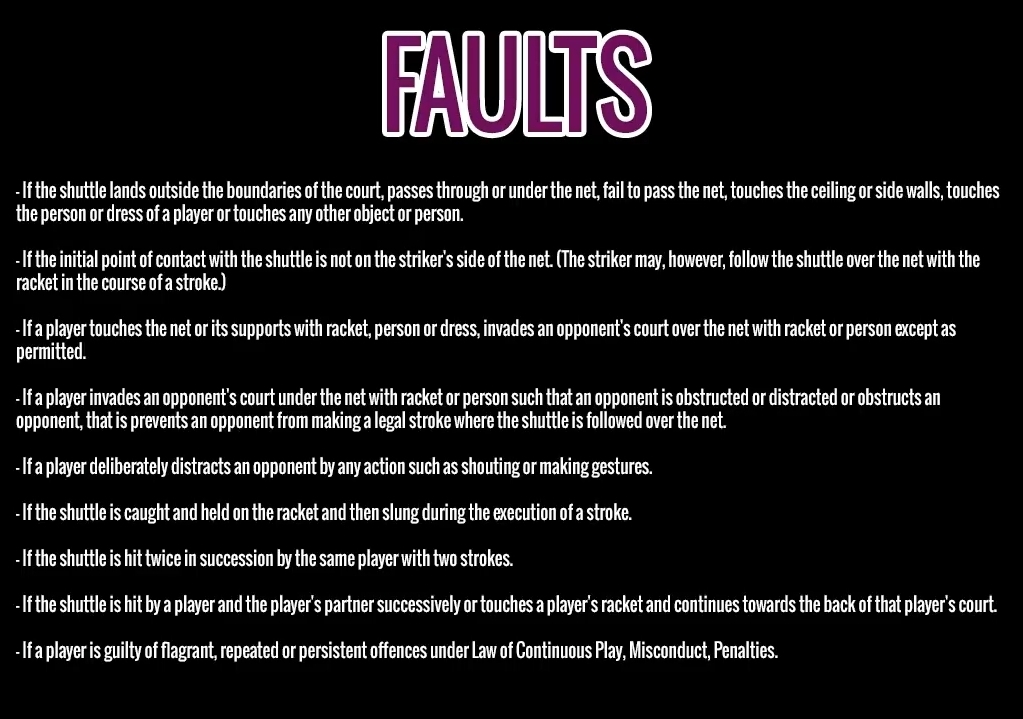 FAULTS
- If the shuttle lands outside the boundaries of the court, passes through or under the net, fail to pass the net, touches the ceiling or side walls, touches
the person or dress of a player or touches any other object or person.
- If the initial point of contact with the shuttle is not on the striker's side of the net. (The striker may, however, follow the shuttle over the net with the
racket in the course of a stroke.)
- If a player touches the net or its supports with racket, person or dress, invades an opponent's court over the net with racket or person except as
permitted.
- If a player invades an opponent's court under the net with racket or person such that an opponent is obstructed or distracted or obstructs an
opponent, that is prevents an opponent from making a legal stroke where the shuttle is followed over the net.
- If a player deliberately distracts an opponent by any action such as shouting or making gestures.
- If the shuttle is caught and held on the racket and then slung during the execution of a stroke.
- If the shuttle is hit twice in succession by the same player with two strokes.
- If the shuttle is hit by a player and the player's partner successively or touches a player's racket and continues towards the back of that player's court.
- If a player is guilty of flagrant, repeated or persistent offences under Law of Continuous Play, Misconduct, Penalties.